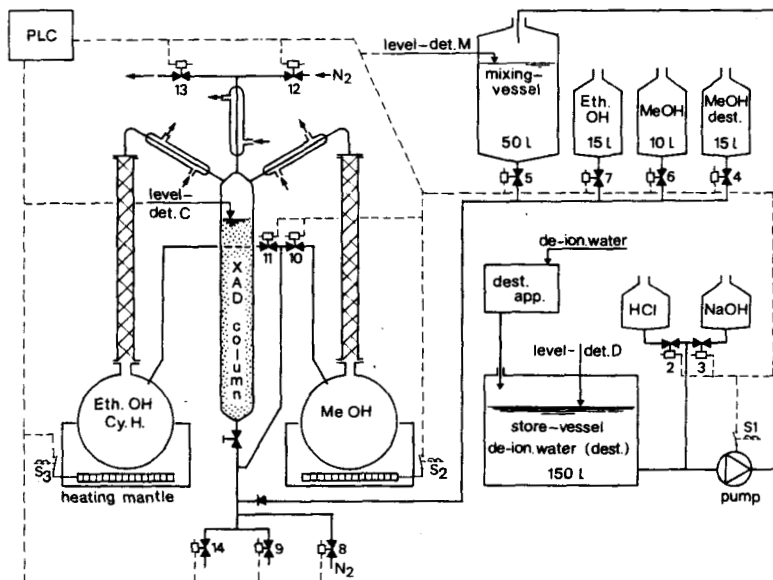 PLC
level-det.M
13
12
N2
mixing-
vessel
50 l
Eth.
OH
15 l
MeOH
10 l
MeOH
dest.
15 l
5
7
6
4
level-
det.C
11
10
XAD column
de-ion.water
dest.
app.
HCl
NaOH
2
3
level-det.D
Eth.OH
Cy.H.
Me OH
store-vessel
de-ion.water (dest.)
150 l
S1
pump
S3
S2
heating mantle
14
9
8
N2